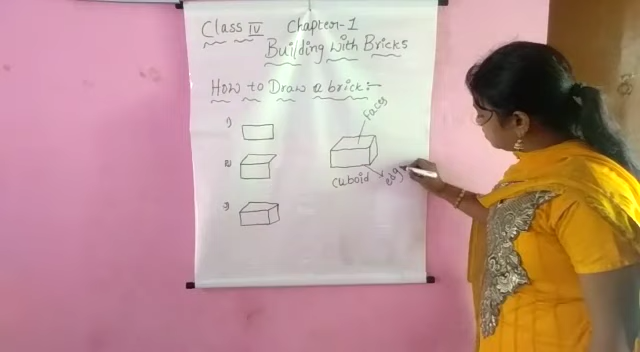 Class IV Chapter-1
Building with Bricks
How to Draw a brick:-
1)
2)
3)
Faces
Cuboid